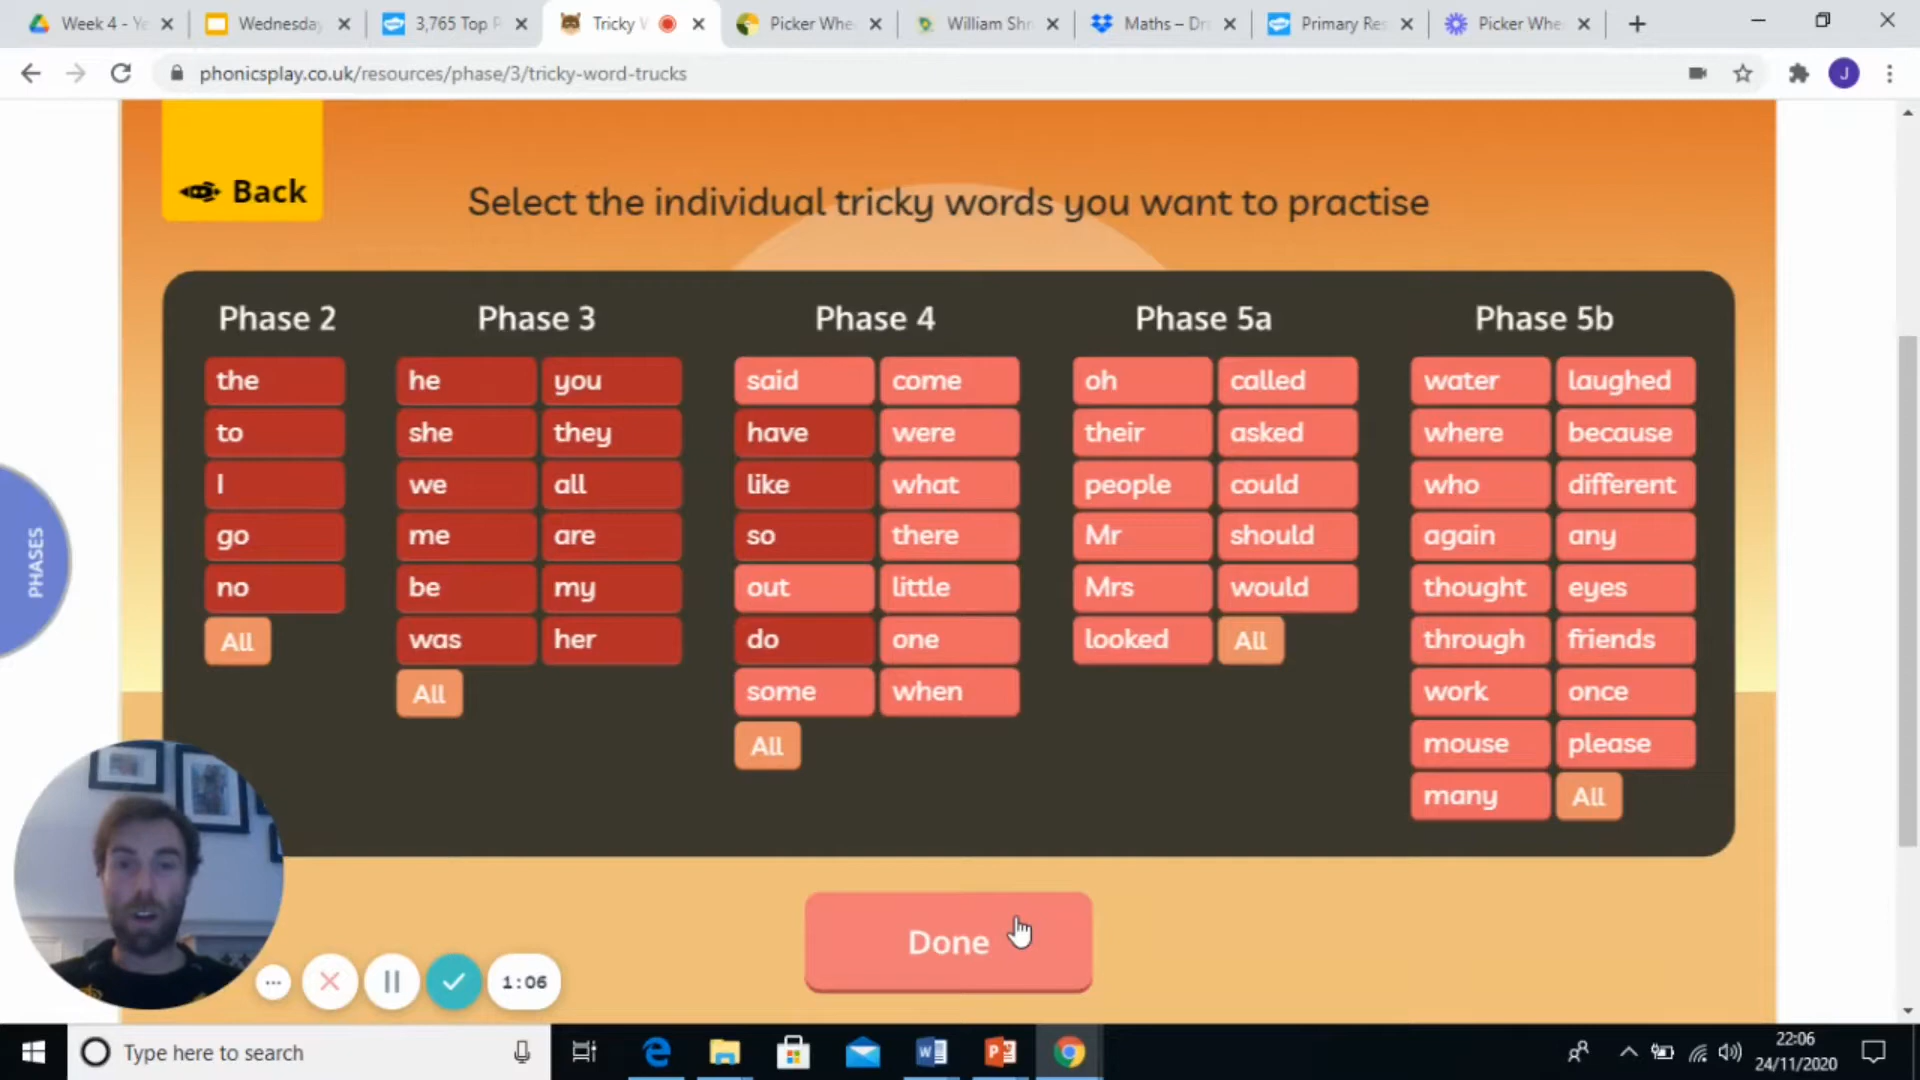 Week 4 - Ye
Wednesday
3,765 Top P
Tricky W
Picker Whe
William Shr
Maths – Dr
Primary Res
Picker Whe
phonicsplay.co.uk/resources/phase/3/tricky-word-trucks
J
Back
Select the individual tricky words you want to practise
PHASES
Phase 2
the
to
I
go
no
All
Phase 3
he you
she they
we all
me are
be my
was her
All
Phase 4
said come
have were
like what
so there
out little
do one
some when
All
Phase 5a
oh called
their asked
people could
Mr should
Mrs would
looked All
Phase 5b
water laughed
where because
who different
again any
thought eyes
through friends
work once
mouse please
many All
Done
1:06
Type here to search
22:06
24/11/2020